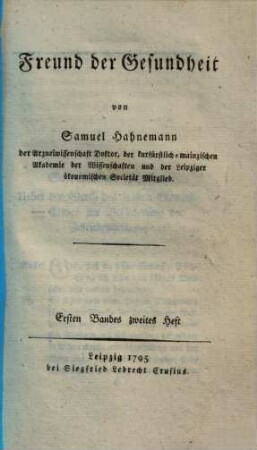 Freund der Gesundheit
von
Samuel Hahnemann
der Arzneiwissenschaft Doktor, der kurfürstlich-mainzischen
Akademie der Wissenschaften und der Leipziger
ökonomischen Societät Mitglied.
Ersten Bandes zweites Heft
Leipzig 1795
bei Siegfried Lebrecht Crusius.